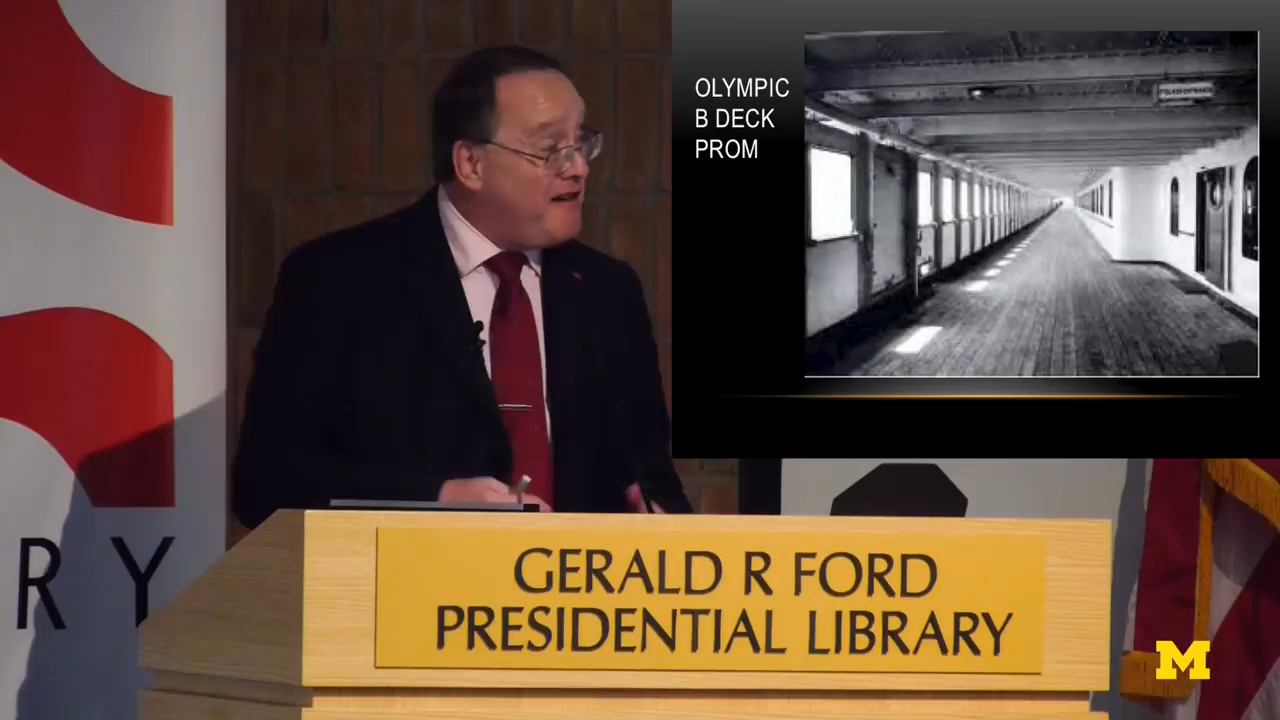 OLYMPIC
B DECK
PROM
RY
GERALD R FORD
PRESIDENTIAL LIBRARY
M